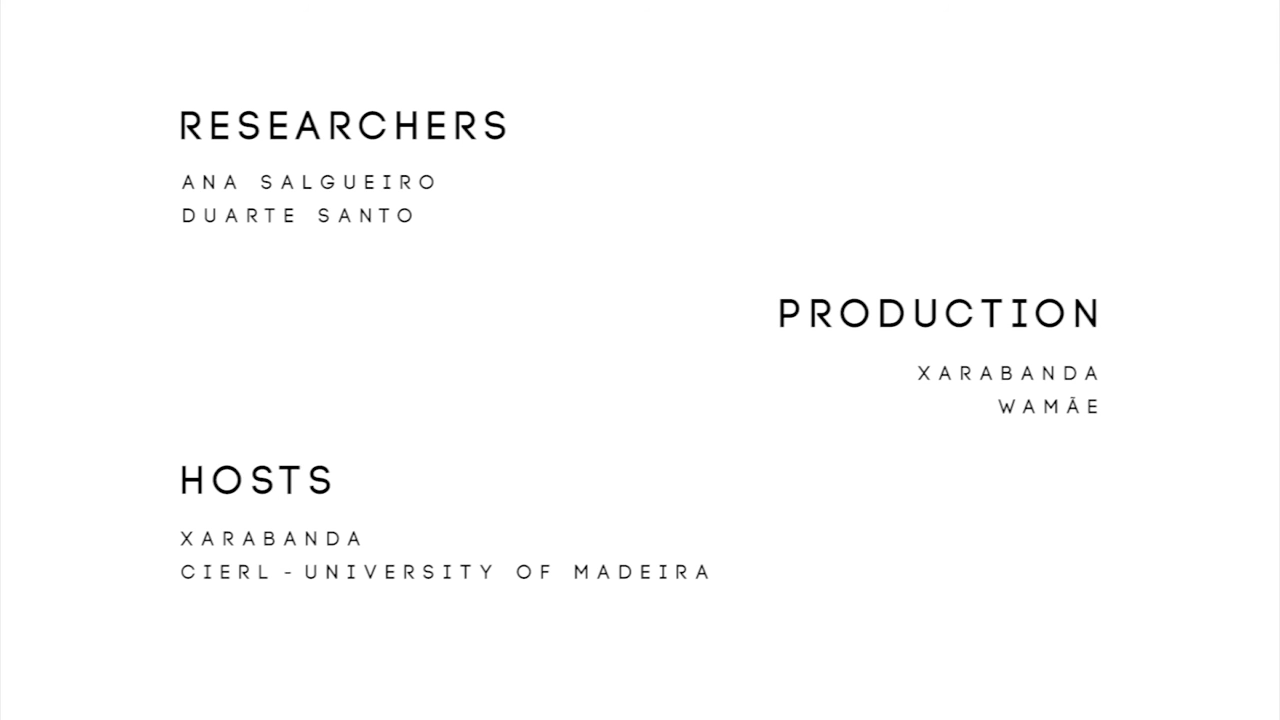 RESEARCHERS
ANA SALGUEIRO
DUARTE SANTO
PRODUCTION
XARABANDA
WAMÃE
HOSTS
XARABANDA
CIERL - UNIVERSITY OF MADEIRA